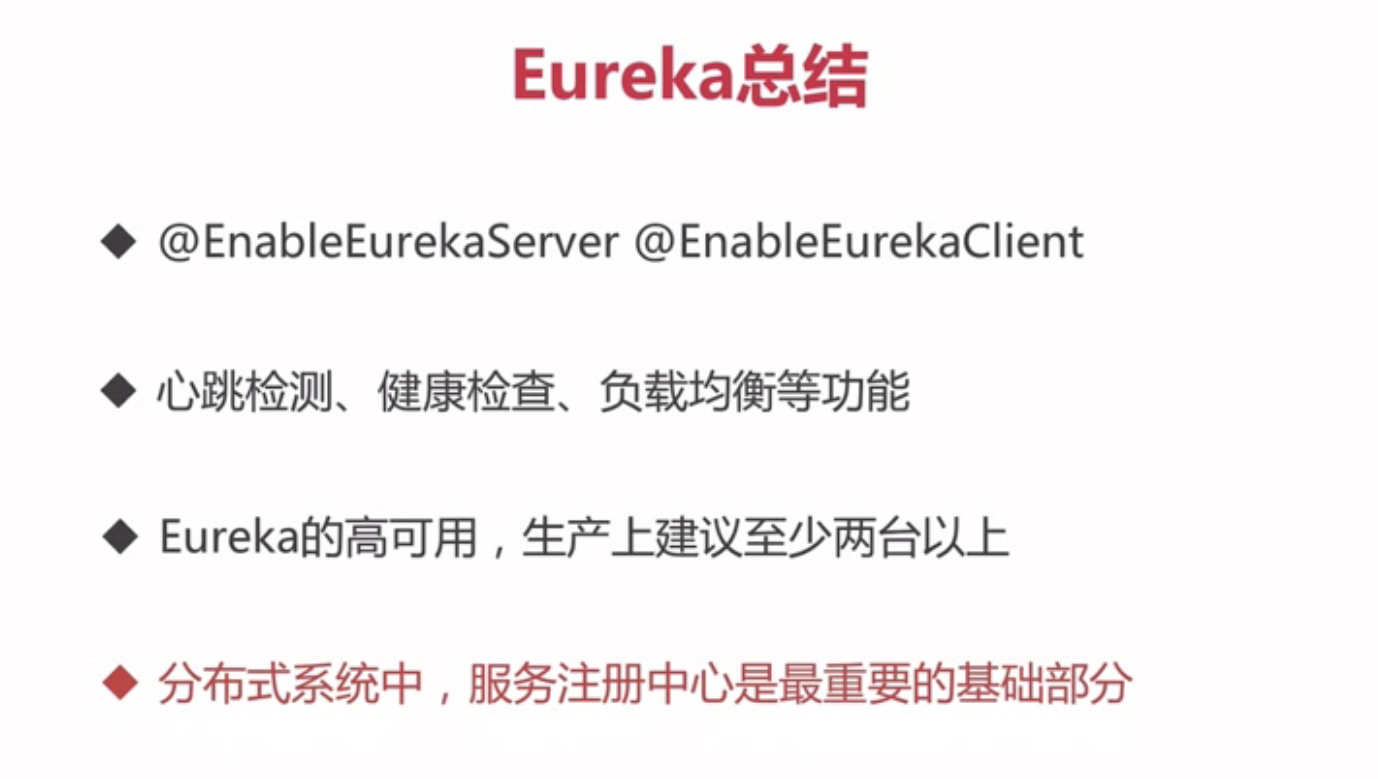 Eureka总结
◆ @EnableEurekaServer @EnableEurekaClient
◆ 心跳检测、健康检查、负载均衡等功能
◆ Eureka的高可用，生产上建议至少两台以上
◆ 分布式系统中，服务注册中心是最重要的基础部分